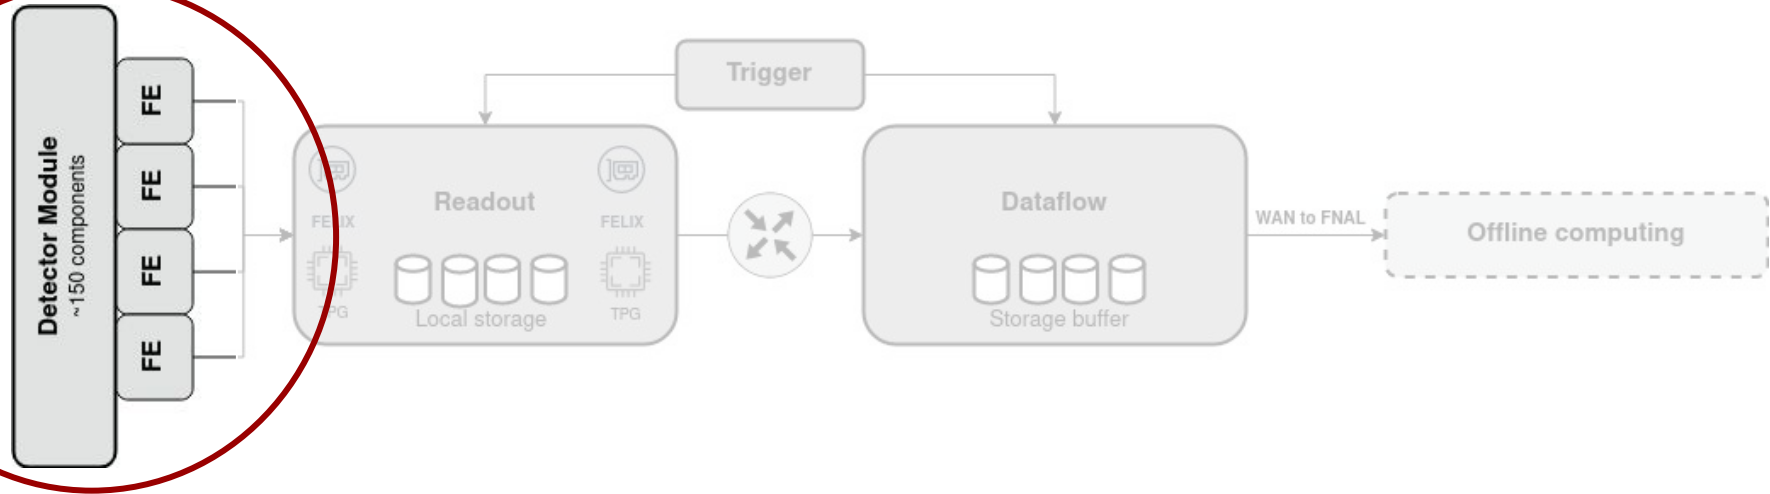 Detector Module
~150 components
FE
FE
FE
FE
Trigger
Readout
FELIX
FELIX
TPG
TPG
Local storage
Dataflow
Storage buffer
WAN to FNAL
Offline computing